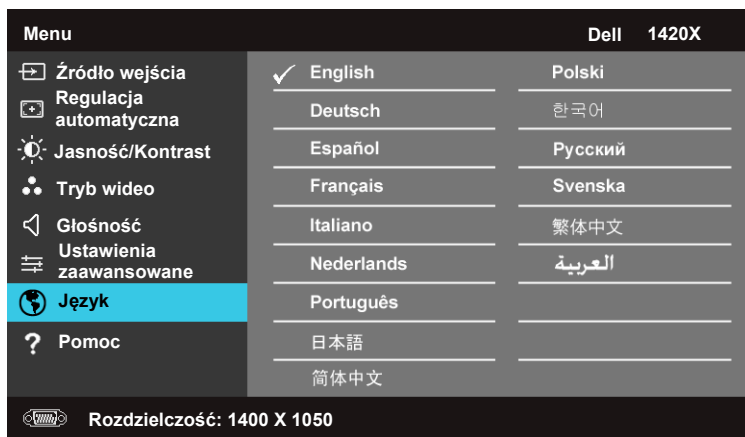 Menu
Dell 1420X
Źródło wejścia
Regulacja
automatyczna
Jasność/Kontrast
Tryb wideo
Głośność
Ustawienia
zaawansowane
Język
? Pomoc
English
Deutsch
Español
Français
Italiano
Nederlands
Português
日本語
简体中文
Polski
한국어
Русский
Svenska
繁体中文
العربية
Rozdzielczość: 1400 X 1050